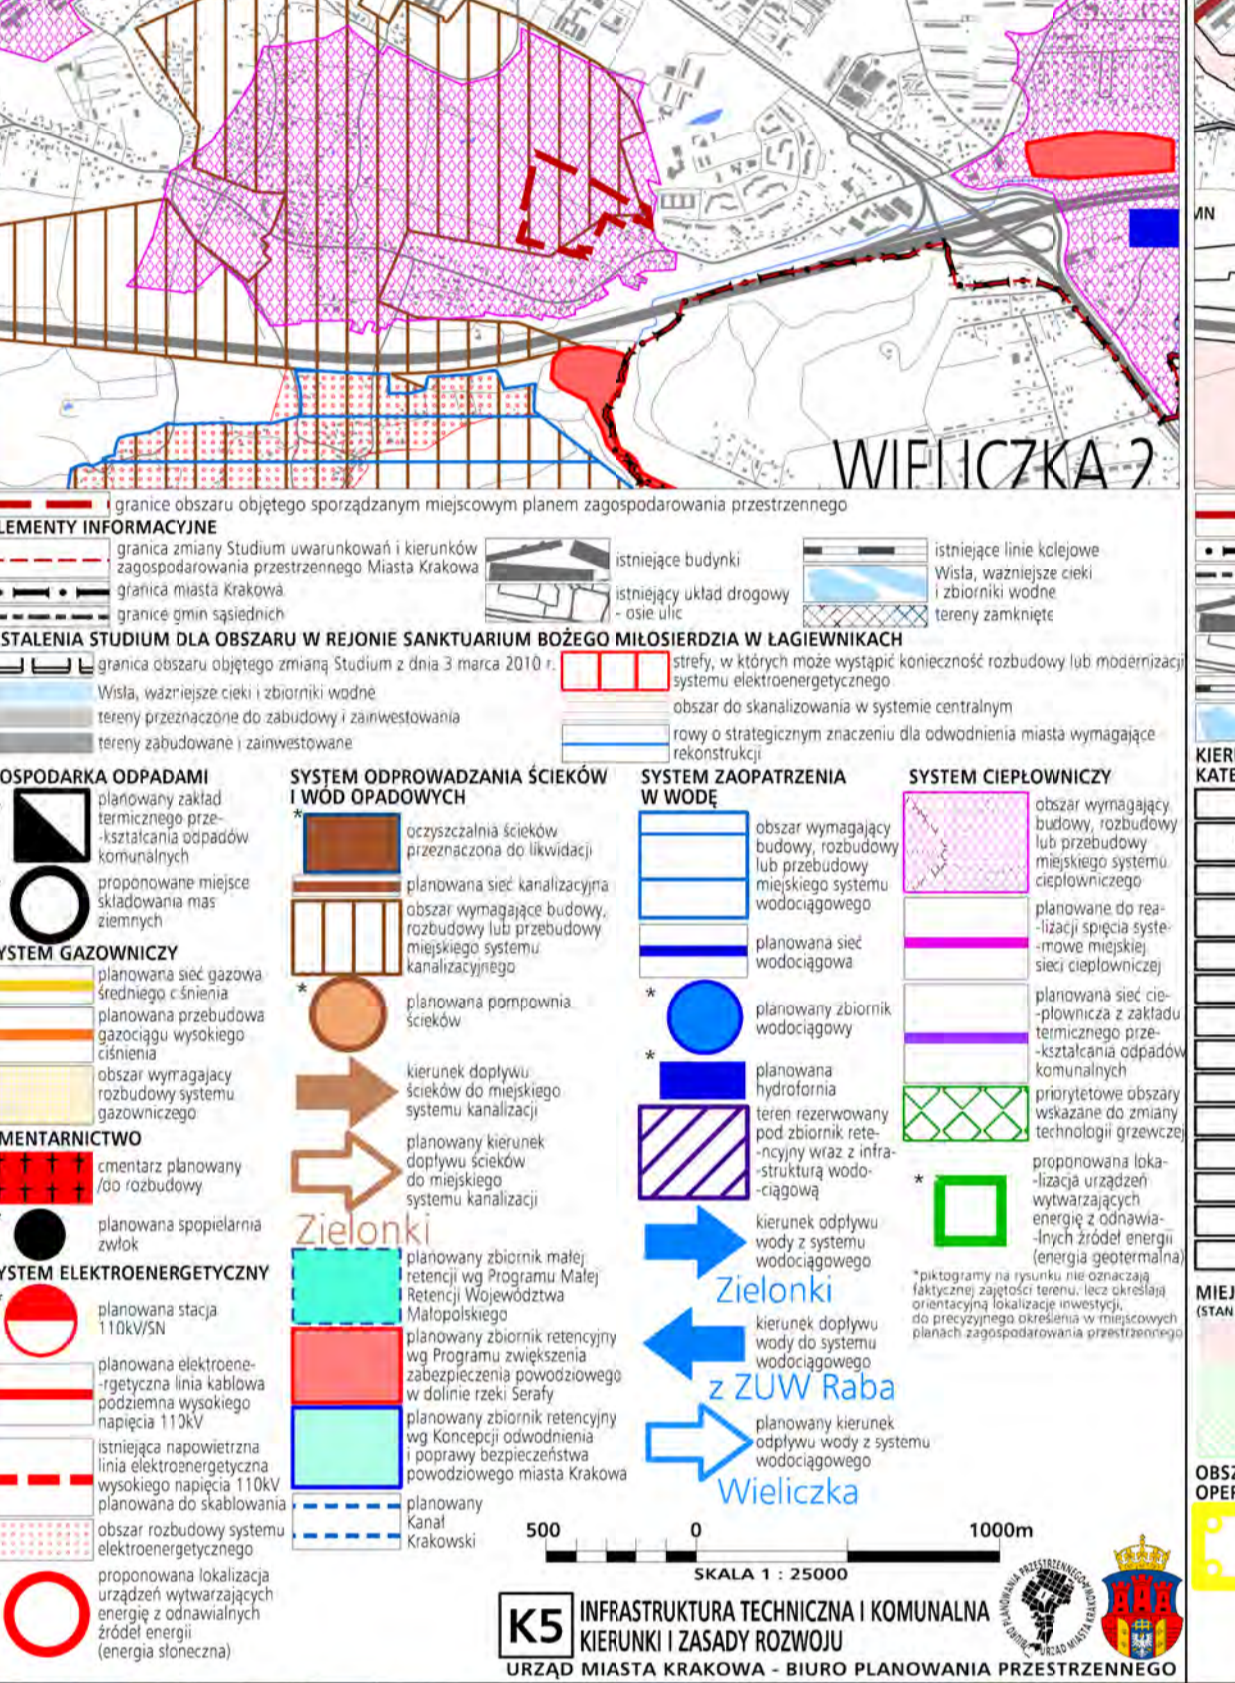 WIELICZKA 2
MN
granice obszaru objętego sporządzanym miejscowym planem zagospodarowania przestrzennego
LEMENTY INFORMACYJNE
granica zmiany Studium uwarunkowań i kierunków
zagospodarowania przestrzennego Miasta Krakowa
granica miasta Krakowa
granice gmin sąsiednich
istniejące budynki
istniejący układ drogowy
- osie ulic
istniejące linie kolejowe
Wisła, ważniejsze cieki
i zbiorniki wodne
tereny zamknięte
STALENIA STUDIUM DLA OBSZARU W REJONIE SANKTUARIUM BOŻEGO MIŁOSIERDZIA W ŁAGIEWNIKACH
granica obszaru objętego zmianą Studium z dnia 3 marca 2010 r.
Wisła, ważniejsze cieki i zbiorniki wodne
tereny przeznaczone do zabudowy i zainwestowania
tereny zabudowane i zainwestowane
strefy, w których może wystąpić konieczność rozbudowy lub modernizacji
systemu elektroenergetycznego
obszar do skanalizowania w systemie centralnym
rowy o strategicznym znaczeniu dla odwodnienia miasta wymagające
rekonstrukcji
OSPODARKA ODPADAMI
planowany zakład
termicznego prze-
-kształcania odpadów
komunalnych
proponowane miejsce
składowania mas
ziemnych
YSTEM GAZOWNICZY
planowana sieć gazowa
średniego ciśnienia
planowana przebudowa
gazociągu wysokiego
ciśnienia
obszar wymagający
rozbudowy systemu
gazowniczego
MENTARNICTWO
cmentarz planowany
/do rozbudowy
planowana spopielarnia
zwłok
YSTEM ELEKTROENERGETYCZNY
planowana stacja
110kV/SN
planowana elektroene-
-rgetyczna linia kablowa
podziemna wysokiego
napięcia 110kV
istniejąca napowietrzna
linia elektroenergetyczna
wysokiego napięcia 110kV
planowana do skablowania
obszar rozbudowy systemu
elektroenergetycznego
proponowana lokalizacja
urządzeń wytwarzających
energię z odnawialnych
źródeł energii
(energia słoneczna)
SYSTEM ODPROWADZANIA ŚCIEKÓW
I WÓD OPADOWYCH
*
oczyszczalnia ścieków
przeznaczona do likwidacji
planowana sieć kanalizacyjna
obszar wymagające budowy,
rozbudowy lub przebudowy
miejskiego systemu
kanalizacyjnego
*
planowana pompownia
ścieków
kierunek dopływu
ścieków do miejskiego
systemu kanalizacji
planowany kierunek
dopływu ścieków
do miejskiego
systemu kanalizacji
Zielonki
planowany zbiornik małej
retencji wg Programu Małej
Retencji Województwa
Małopolskiego
planowany zbiornik retencyjny
wg Programu zwiększenia
zabezpieczenia powodziowego
w dolinie rzeki Serafy
planowany zbiornik retencyjny
wg Koncepcji odwodnienia
i poprawy bezpieczeństwa
powodziowego miasta Krakowa
planowany
Kanał
Krakowski
SYSTEM ZAOPATRZENIA
W WODĘ
obszar wymagający
budowy, rozbudowy
lub przebudowy
miejskiego systemu
wodociągowego
planowana sieć
wodociągowa
*
planowany zbiornik
wodociągowy
*
planowana
hydrofornia
teren rezerwowany
pod zbiornik rete-
-ncyjny wraz z infra-
-strukturą wodo-
-ciągową
kierunek odpływu
wody z systemu
wodociągowego
Zielonki
kierunek dopływu
wody do systemu
wodociągowego
z ZUW Raba
planowany kierunek
odpływu wody z systemu
wodociągowego
Wieliczka
SYSTEM CIEPŁOWNICZY
obszar wymagający
budowy, rozbudowy
lub przebudowy
miejskiego systemu
ciepłowniczego
planowane do rea-
-lizacji spięcia syste-
-mowe miejskiej
sieci ciepłowniczej
planowana sieć cie-
-płownicza z zakładu
termicznego prze-
-kształcania odpadów
komunalnych
priorytetowe obszary
wskazane do zmiany
technologii grzewczej
*
proponowana loka-
-lizacja urządzeń
wytwarzających
energię z odnawia-
-lnych źródeł energii
(energia geotermalna)
*piktogramy na rysunku nie oznaczają
faktycznej zajętości terenu, lecz określają
orientacyjną lokalizację inwestycji,
do precyzyjnego określenia w miejscowych
planach zagospodarowania przestrzennego
500 0 1000m
SKALA 1 : 25000
K5
INFRASTRUKTURA TECHNICZNA I KOMUNALNA
KIERUNKI I ZASADY ROZWOJU
URZĄD MIASTA KRAKOWA - BIURO PLANOWANIA PRZESTRZENNEGO
KIERU
KATE
MIEJ
(STAN
OBSZ
OPER